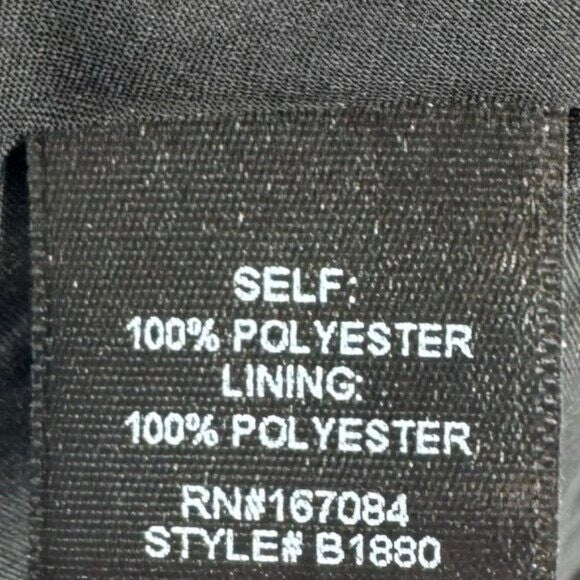 SELF:
100% POLYESTER
LINING:
100% POLYESTER
RN#167084
STYLE# B1880